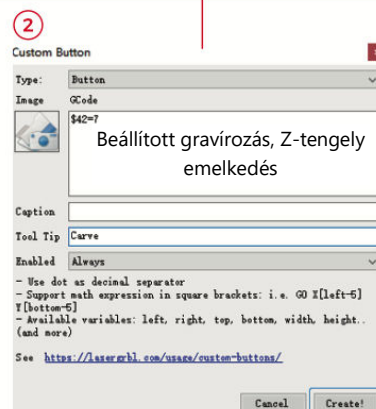 2
Custom Button
Type:
Button
Image
GCode
$42=?
Beállított gravírozás, Z-tengely
emelkedés
Caption
Tool Tip
Carve
Enabled
Always
- Use dot as decimal separator
- Support math expression in square brackets: i.e. G0 X[left-5]
Y[bottom-5]
- Available variables: left, right, top, bottom, width, height..
(and more)
See https://lasergrbl.com/usage/custom-buttons/
Cancel
Create!